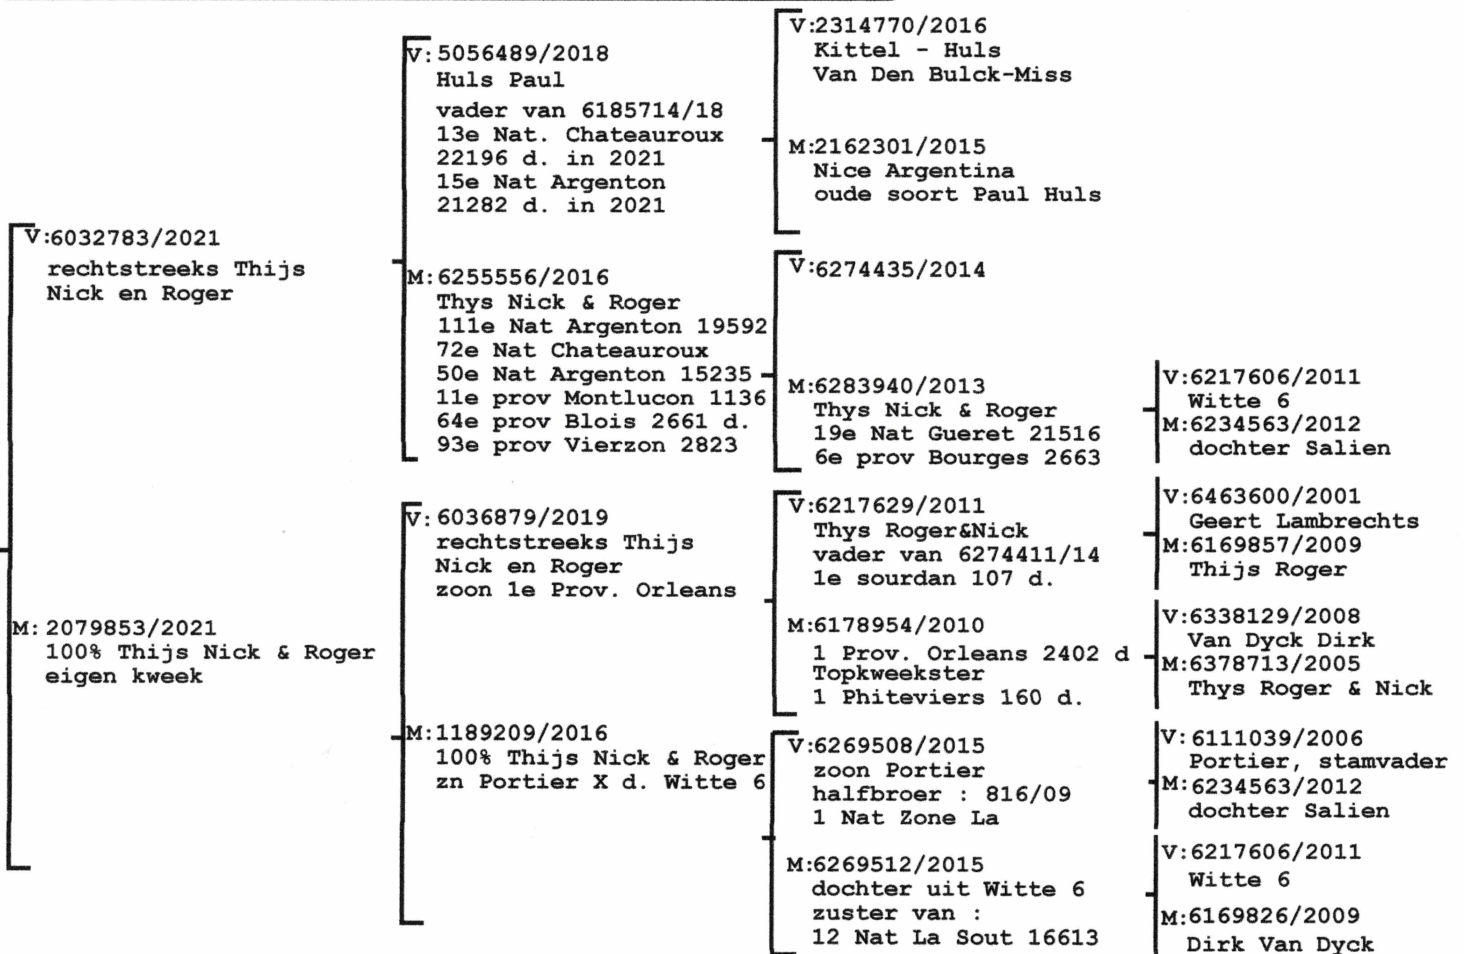 V:6032783/2021
rechtstreeks Thijs
Nick en Roger
M: 2079853/2021
100% Thijs Nick & Roger
eigen kweek
V: 5056489/2018
Huls Paul
vader van 6185714/18
13e Nat. Chateauroux
22196 d. in 2021
15e Nat Argenton
21282 d. in 2021
M: 6255556/2016
Thys Nick & Roger
111e Nat Argenton 19592
72e Nat Chateauroux
50e Nat Argenton 15235
11e prov Montlucon 1136
64e prov Blois 2661 d.
93e prov Vierzon 2823
V: 6036879/2019
rechtstreeks Thijs
Nick en Roger
zoon 1e Prov. Orleans
M:1189209/2016
100% Thijs Nick & Roger
zn Portier X d. Witte 6
V:2314770/2016
Kittel - Huls
Van Den Bulck-Miss
M:2162301/2015
Nice Argentina
oude soort Paul Huls
V:6274435/2014
M:6283940/2013
Thys Nick & Roger
19e Nat Gueret 21516
6e prov Bourges 2663
V:6217629/2011
Thys Roger&Nick
vader van 6274411/14
1e sourdan 107 d.
M:6178954/2010
1 Prov. Orleans 2402 d
Topkweekster
1 Phiteviers 160 d.
V:6269508/2015
zoon Portier
halfbroer : 816/09
1 Nat Zone La
M:6269512/2015
dochter uit Witte 6
zuster van :
12 Nat La Sout 16613
V:6217606/2011
Witte 6
M:6234563/2012
dochter Salien
V:6463600/2001
Geert Lambrechts
M:6169857/2009
Thijs Roger
V:6338129/2008
Van Dyck Dirk
M:6378713/2005
Thys Roger & Nick
V: 6111039/2006
Portier, stamvader
M:6234563/2012
dochter Salien
V:6217606/2011
Witte 6
M:6169826/2009
Dirk Van Dyck